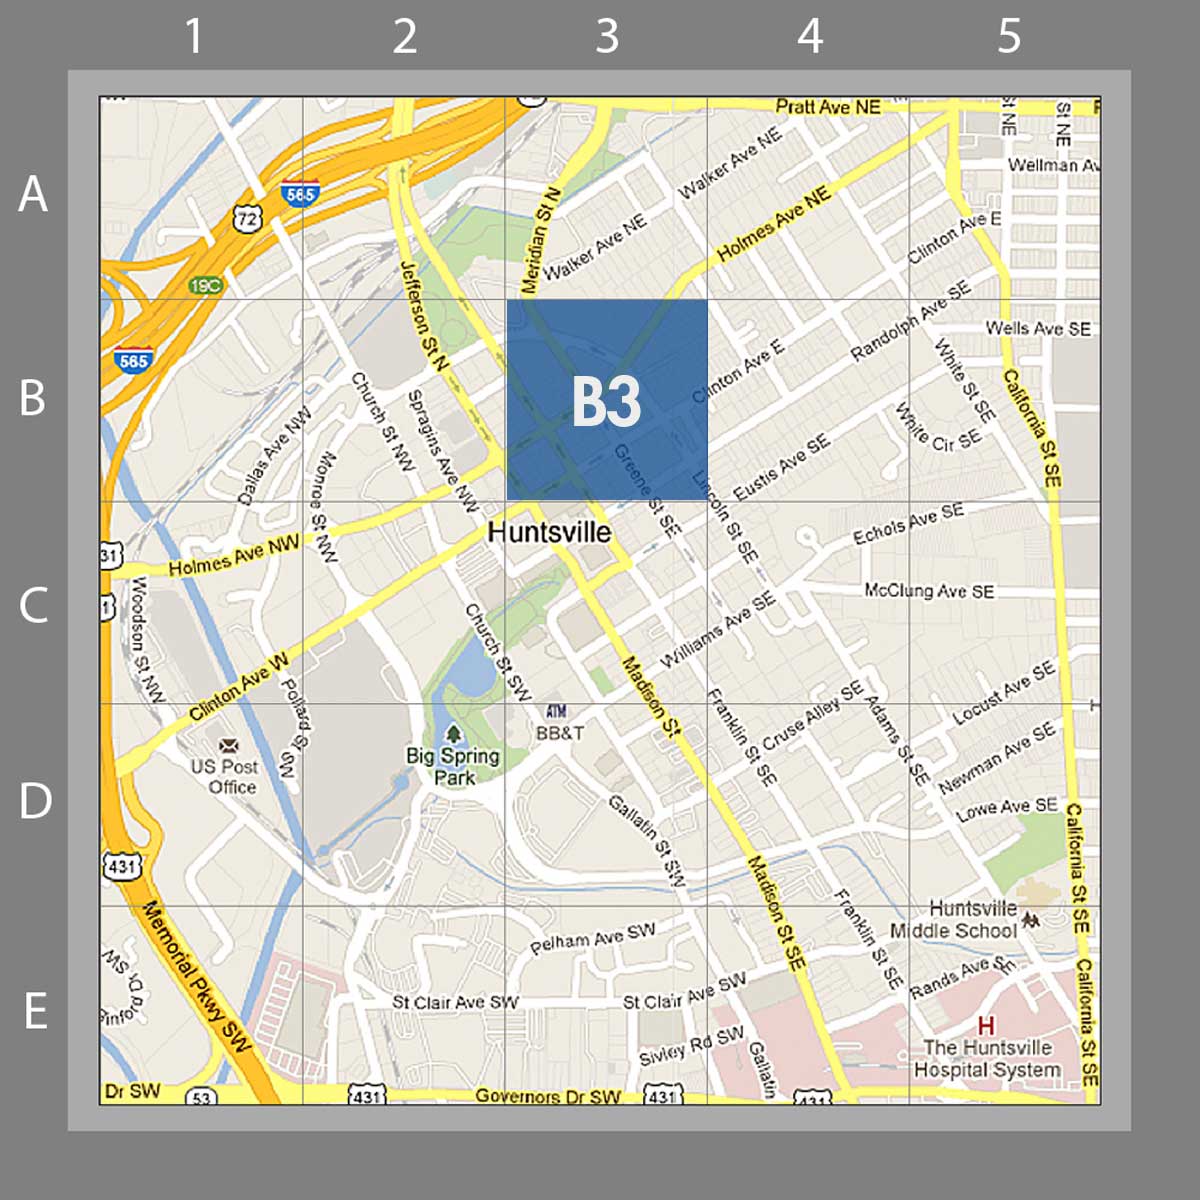 1 2 3 4 5
A
B
C
D
E
Pratt Ave NE
St NE
St NE
Wellman Av
Walker Ave NE
565
72
Meridian St N
Holmes Ave NE
Clinton Ave E
Walker Ave NE
19C
Jefferson St N
Randolph Ave SE
Wells Ave SE
565
B3
Clinton Ave E
White St SE
California St SE
Church St NW
Spragins Ave NW
Dallas Ave NW
Monroe St NW
White Cir SE
Eustis Ave SE
Greene St SE
Lincoln St SE
Huntsville
Echols Ave SE
31
Holmes Ave NW
1
Woodson St NW
McClung Ave SE
Church St SW
Williams Ave SE
Clinton Ave W
Pollard St SW
Madison St
Franklin St SE
Cruse Alley SE
Adams St SE
Locust Ave SE
ATM
BB&T
US Post
Office
Big Spring
Park
Newman Ave SE
Lowe Ave SE
Gallatin St SW
California St SE
431
Madison St SE
Franklin St SE
Memorial Pkwy SW
Huntsville
Middle School
Pelham Ave SW
Dr SW
St Clair Ave SW
St Clair Ave SW
Rands Ave S
California St SE
H
The Huntsville
Hospital System
Sivley Rd SW
Gallatin
Dr SW
53
431
Governors Dr SW
431
431